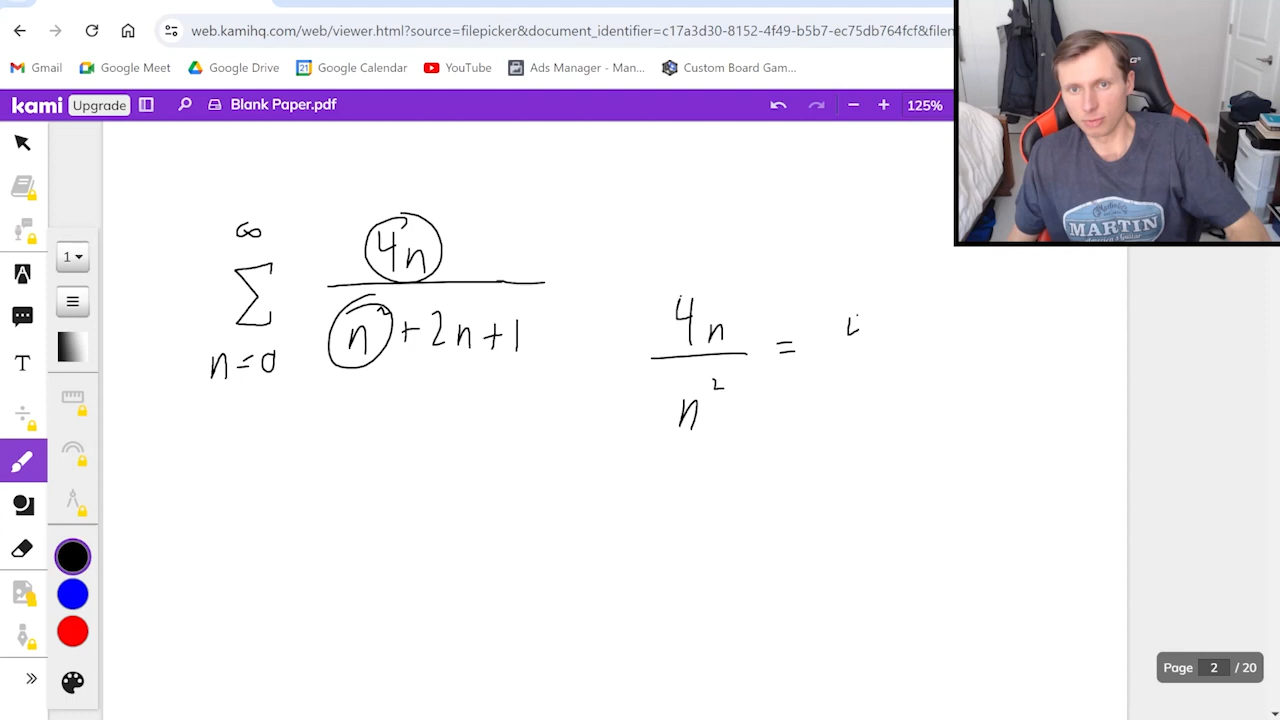 web.kamihq.com/web/viewer.html?source=filepicker&document_identifier=c17a3d30-8152-4f49-b5b7-ec75db764fcf&filen
Gmail Google Meet Google Drive 21 Google Calendar YouTube Ads Manager - Man... Custom Board Gam...
kami Upgrade Blank Paper.pdf 125%
MARTIN
1
A
T
∞
Σ
n=0
4n
n²+2n+1
4n
n²
=
Page 2 / 20